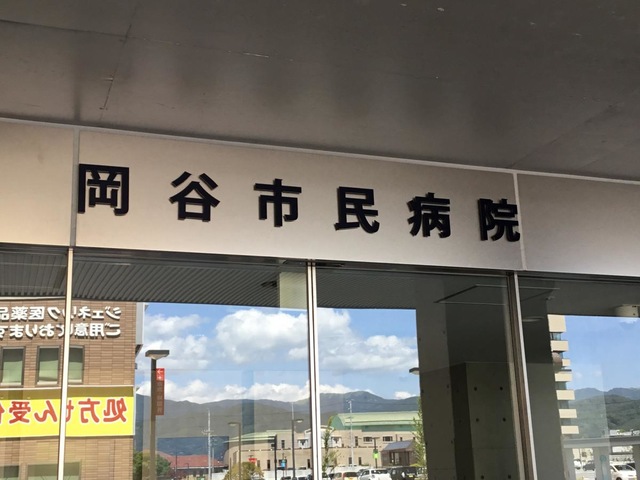 岡谷市民病院
ジェネリック医薬品
ご用意しております
処方せん受付